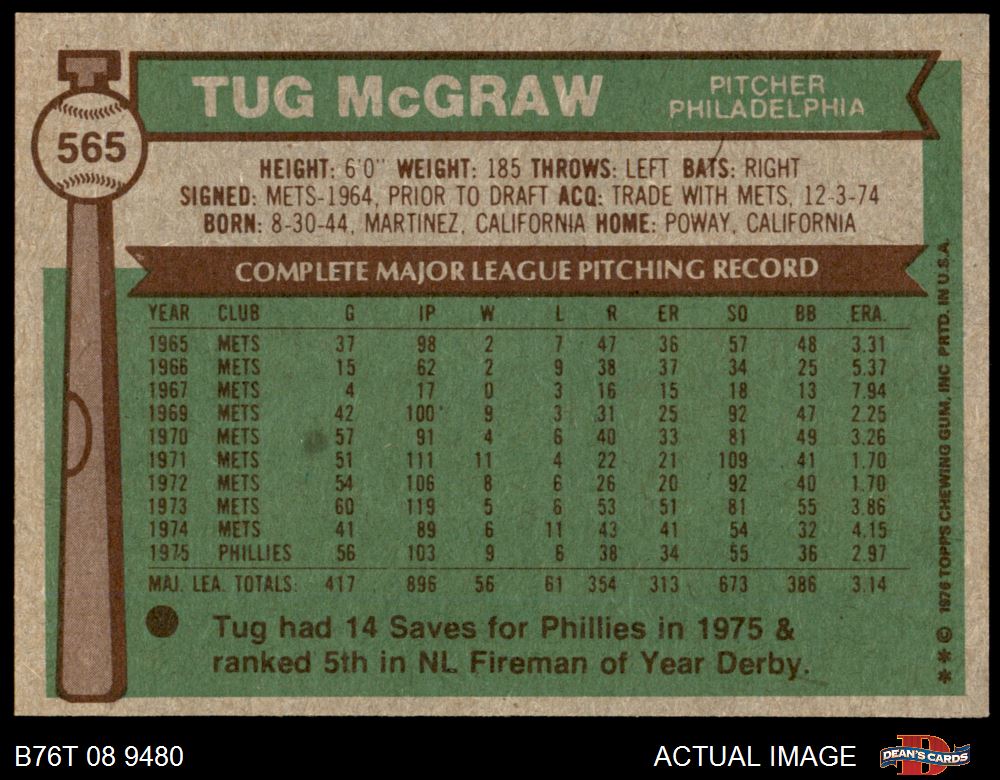 TUG McGRAW
PITCHER
PHILADELPHIA
565
HEIGHT: 6'0" WEIGHT: 185 THROWS: LEFT BATS: RIGHT
SIGNED: METS-1964, PRIOR TO DRAFT ACQ: TRADE WITH METS, 12-3-74
BORN: 8-30-44, MARTINEZ, CALIFORNIA HOME: POWAY, CALIFORNIA
COMPLETE MAJOR LEAGUE PITCHING RECORD
YEAR CLUB G IP W L R ER SO BB ERA.
1965 METS 37 98 2 7 47 36 57 48 3.31
1966 METS 15 62 2 9 38 37 34 25 5.37
1967 METS 4 17 0 3 16 15 18 13 7.94
1969 METS 42 100 9 3 31 25 92 47 2.25
1970 METS 57 91 4 6 40 33 81 49 3.26
1971 METS 51 111 11 4 22 21 109 41 1.70
1972 METS 54 106 8 6 26 20 92 40 1.70
1973 METS 60 119 5 6 53 51 81 55 3.86
1974 METS 41 89 6 11 43 41 54 32 4.15
1975 PHILLIES 56 103 9 6 38 34 55 36 2.97
MAJ. LEA. TOTALS: 417 896 56 61 354 313 673 386 3.14
Tug had 14 Saves for Phillies in 1975 &
ranked 5th in NL Fireman of Year Derby.
** © 1976 TOPPS CHEWING GUM, INC PRTD. IN U.S.A.
B76T 08 9480
ACTUAL IMAGE
D
DEAN'S CARDS